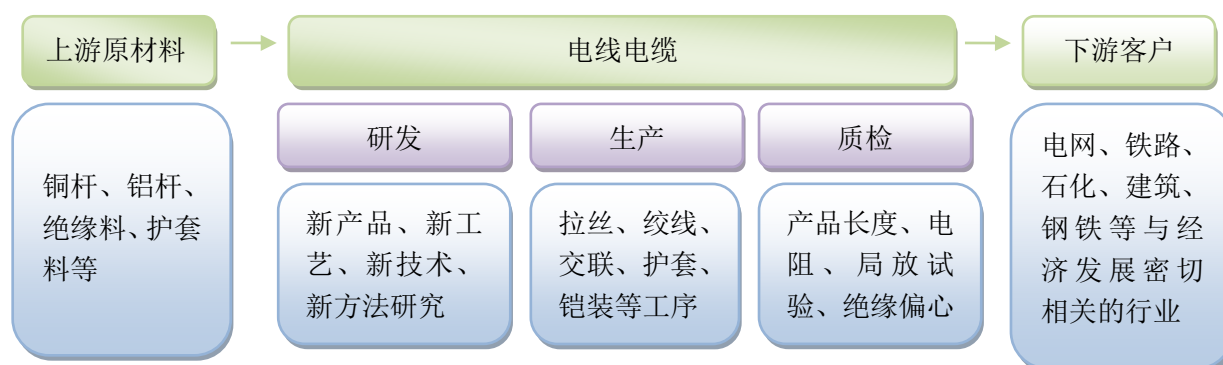 上游原材料
电线电缆
下游客户
研发
生产
质检
铜杆、铝杆、
绝缘料、护套
料等
新产品、新工
艺、新技术、
新方法研究
拉丝、绞线、
交联、护套、
铠装等工序
产品长度、电
阻、局放试
验、绝缘偏心
电网、铁路、
石化、建筑、
钢铁等与经
济发展密切
相关的行业